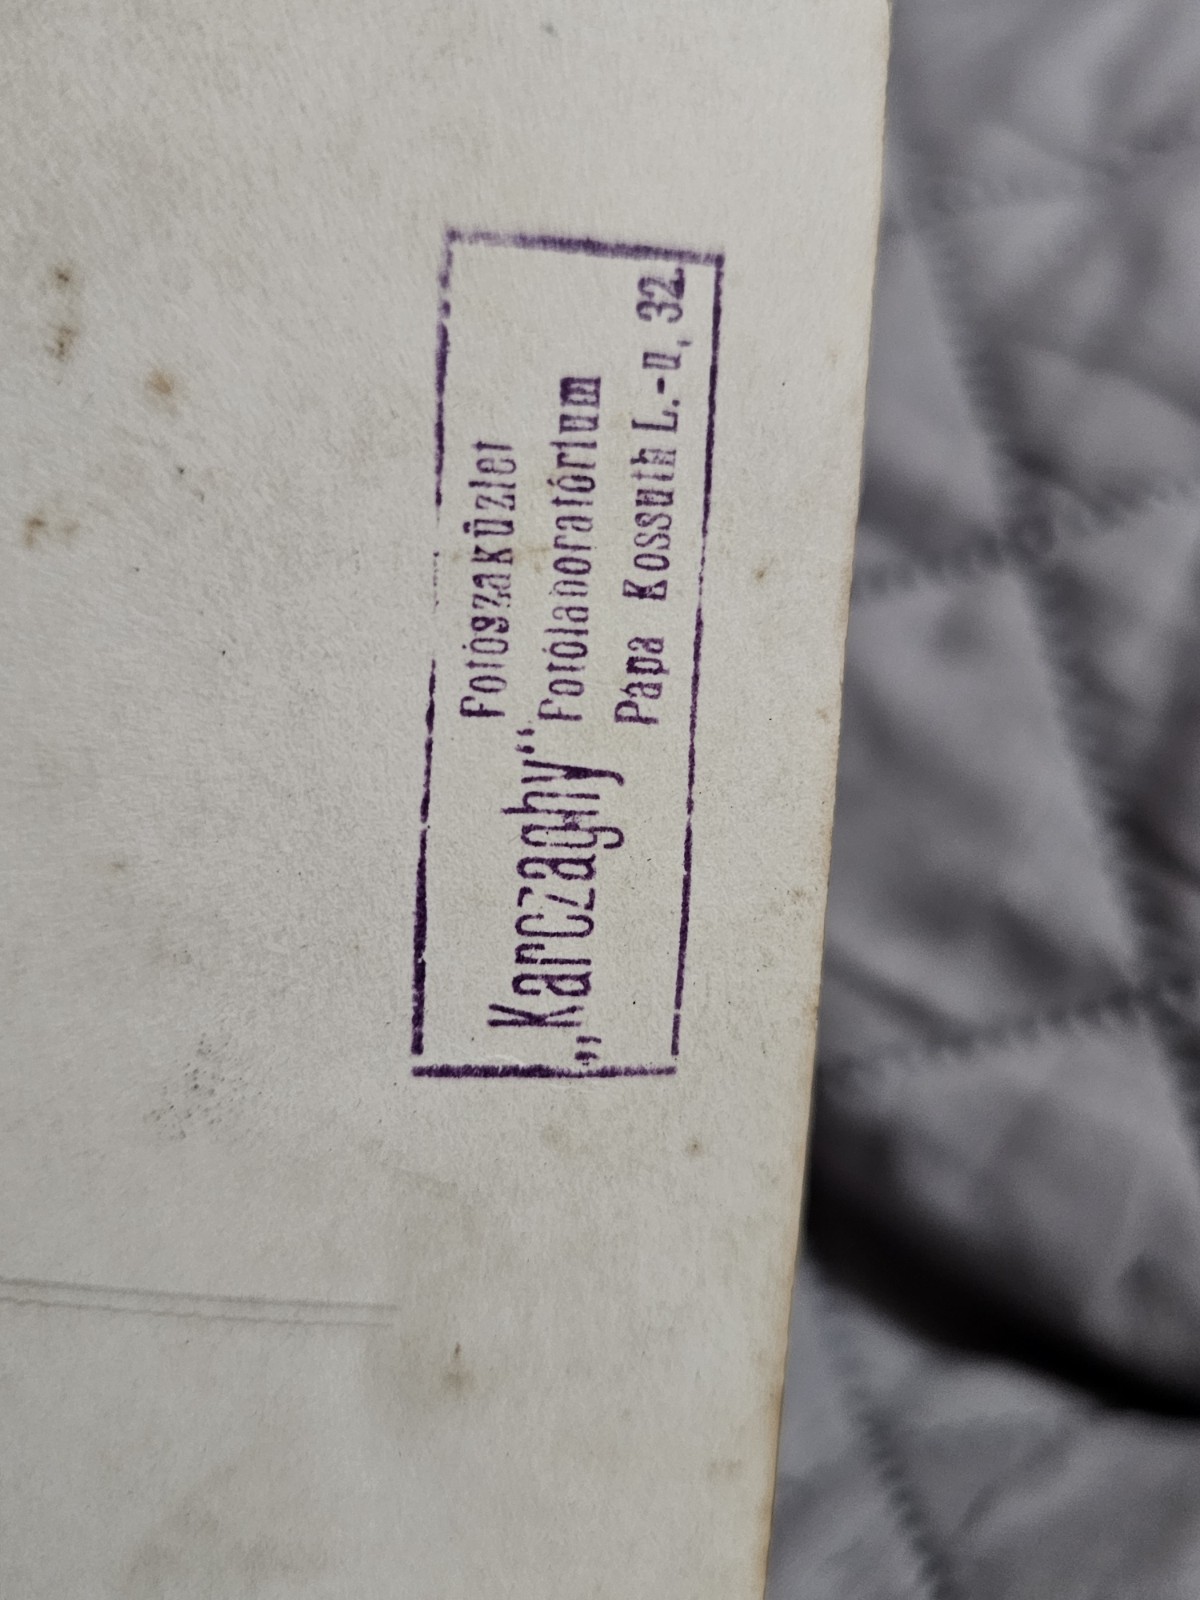 Fotószaküzlet
„Karczaghy“ Fotólaboratórium
Pápa Kossuth L.-u. 32.